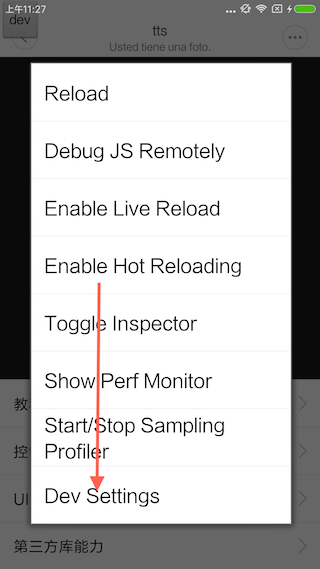 上午11:27
dev
tts
Usted tiene una foto.
Reload
Debug JS Remotely
Enable Live Reload
Enable Hot Reloading
Toggle Inspector
Show Perf Monitor
Start/Stop Sampling
Profiler
Dev Settings
教
控
UI
第三方库能力